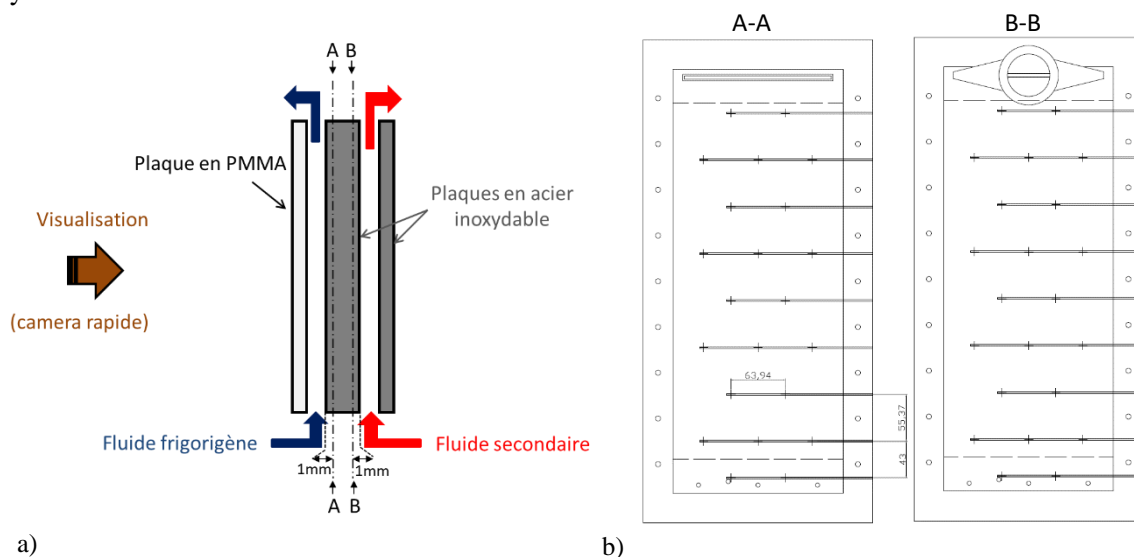 y
A B
A-A
B-B
Plaque en PMMA
Plaques en acier
inoxydable
Visualisation
(camera rapide)
63,94
55,37
43
Fluide frigorigène
Fluide secondaire
1mm
1mm
A B
a)
b)